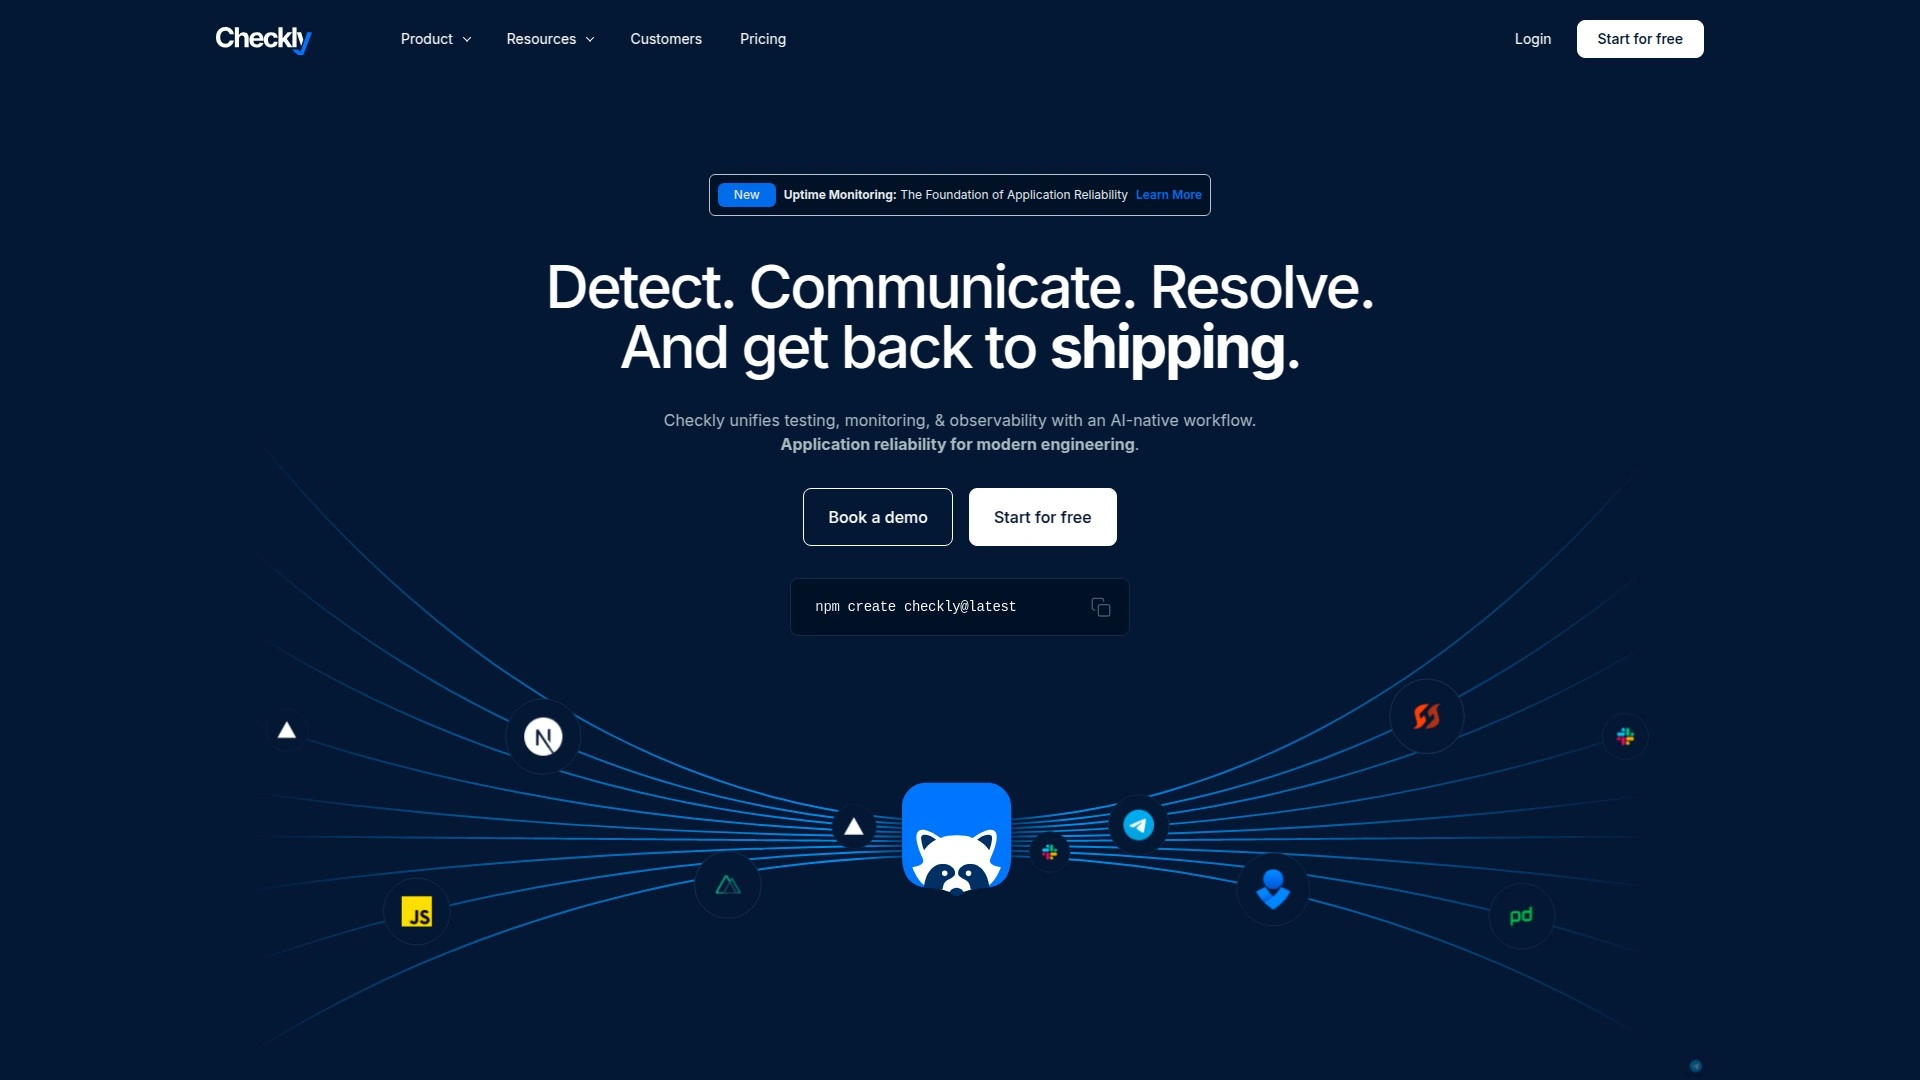 Checkly
Product
Resources
Customers
Pricing
Login
Start for free
New
Uptime Monitoring: The Foundation of Application Reliability
Learn More
Detect. Communicate. Resolve.
And get back to shipping.
Checkly unifies testing, monitoring, & observability with an AI-native workflow.
Application reliability for modern engineering.
Book a demo
Start for free
npm create checkly@latest
N
JS
pd